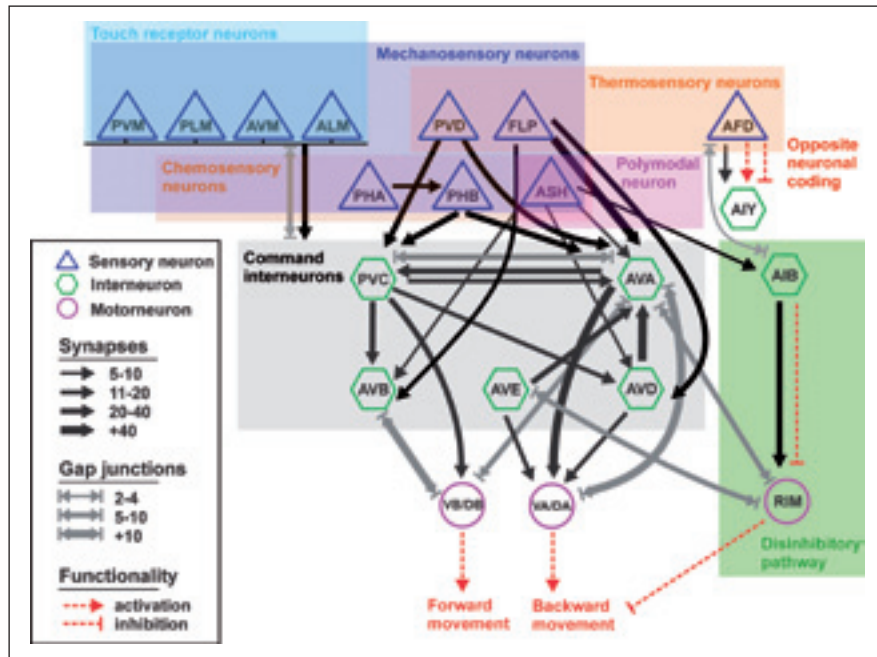 Touch receptor neurons
Mechanosensory neurons
Thermosensory neurons
PVM
PLM
AVM
ALM
PVD
FLP
AFD
Opposite
neuronal
coding
Chemosensory
neurons
Polymodal
neuron
PHA
PHB
ASH
AIY
Sensory neuron
Interneuron
Motorneuron
Synapses
5-10
11-20
20-40
+40
Gap junctions
2-4
5-10
+10
Functionality
activation
inhibition
Command
interneurons
PVC
AVA
AIB
AVB
AVE
AVD
VB/DB
VA/DA
RIM
Disinhibitory
pathway
Forward
movement
Backward
movement